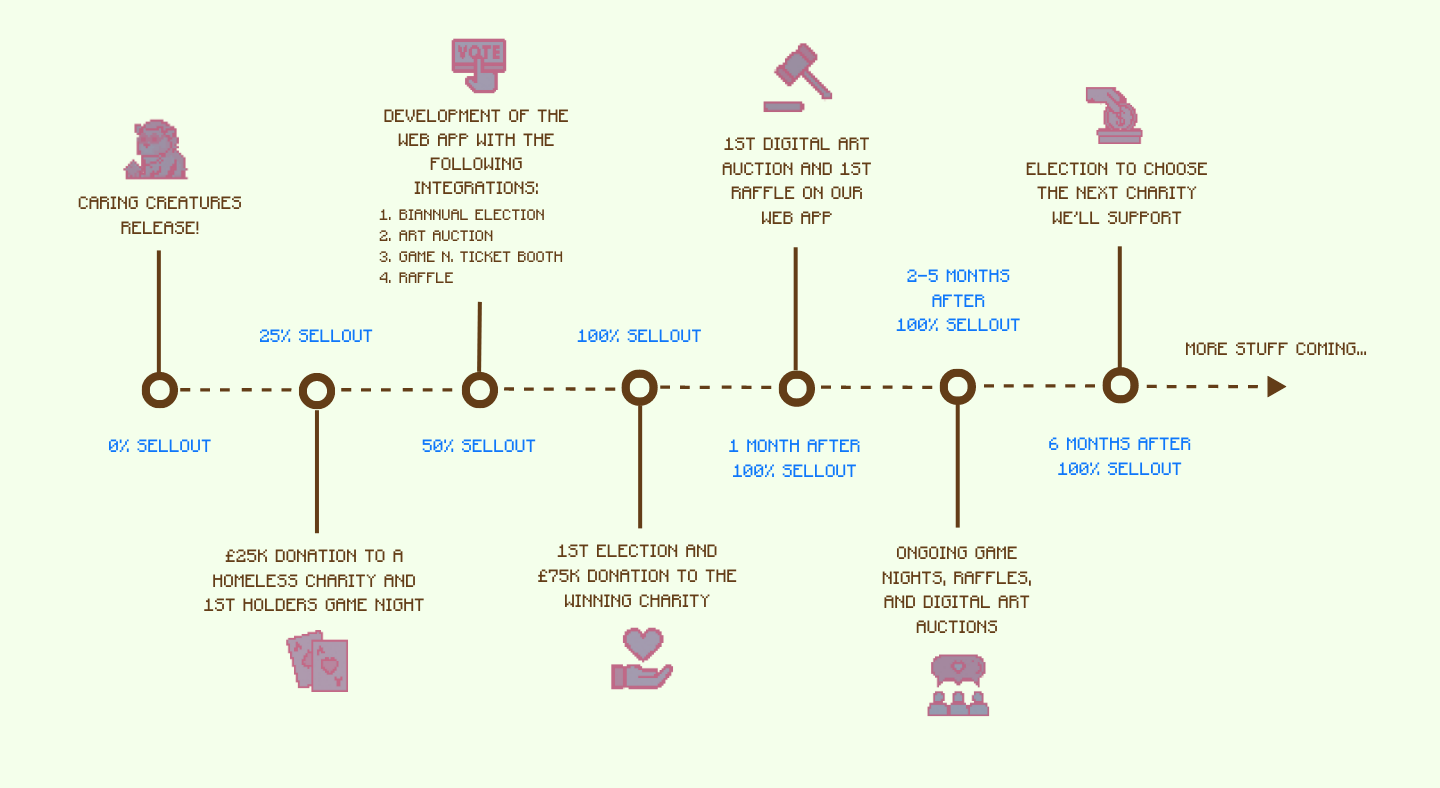 VOTE
DEVELOPMENT OF THE
WEB APP WITH THE
FOLLOWING
INTEGRATIONS:
1. BIANNUAL ELECTION
2. ART AUCTION
3. GAME N. TICKET BOOTH
4. RAFFLE
1ST DIGITAL ART
AUCTION AND 1ST
RAFFLE ON OUR
WEB APP
$
ELECTION TO CHOOSE
THE NEXT CHARITY
WE'LL SUPPORT
CARING CREATURES
RELEASE!
25% SELLOUT
100% SELLOUT
2-5 MONTHS
AFTER
100% SELLOUT
MORE STUFF COMING...
0% SELLOUT
50% SELLOUT
1 MONTH AFTER
100% SELLOUT
6 MONTHS AFTER
100% SELLOUT
£25K DONATION TO A
HOMELESS CHARITY AND
1ST HOLDERS GAME NIGHT
A
A
1ST ELECTION AND
£75K DONATION TO THE
WINNING CHARITY
ONGOING GAME
NIGHTS, RAFFLES,
AND DIGITAL ART
AUCTIONS